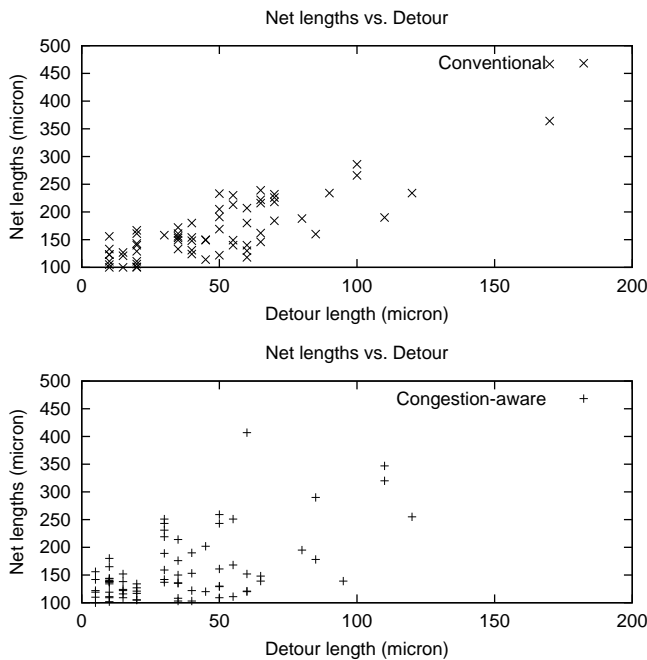 Net lengths vs. Detour
500
450
400
350
300
250
200
150
100
Net lengths (micron)
Conventional
0 50 100 150 200
Detour length (micron)
Net lengths vs. Detour
500
450
400
350
300
250
200
150
100
Net lengths (micron)
Congestion-aware
0 50 100 150 200
Detour length (micron)